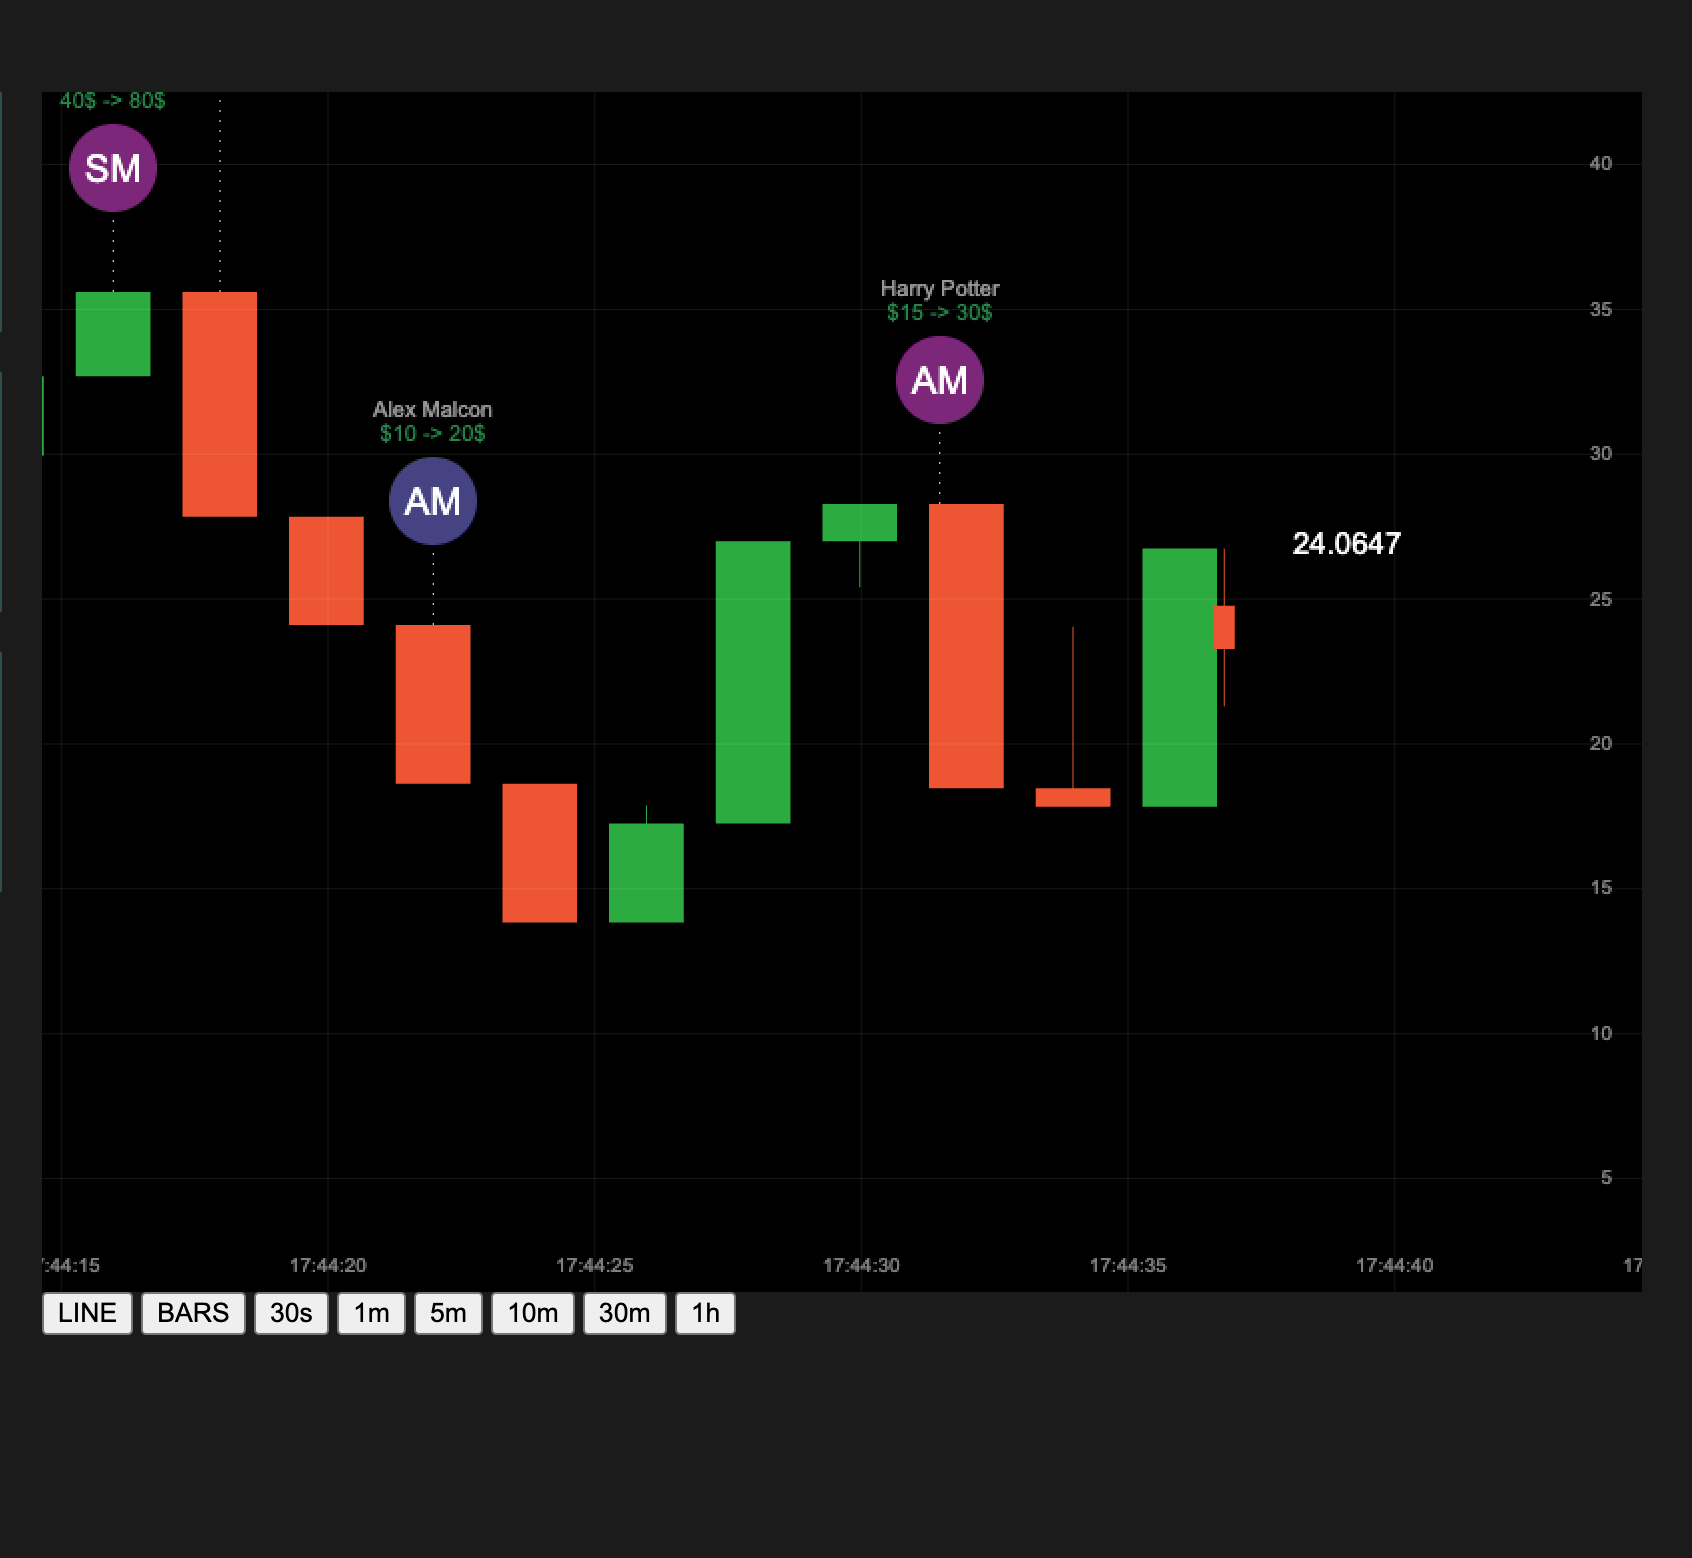 40$ -> 80$
SM
Harry Potter
$15 -> 30$
AM
Alex Malcon
$10 -> 20$
AM
24.0647
40
35
30
25
20
15
10
5
:44:15
17:44:20
17:44:25
17:44:30
17:44:35
17:44:40
17
LINE
BARS
30s
1m
5m
10m
30m
1h